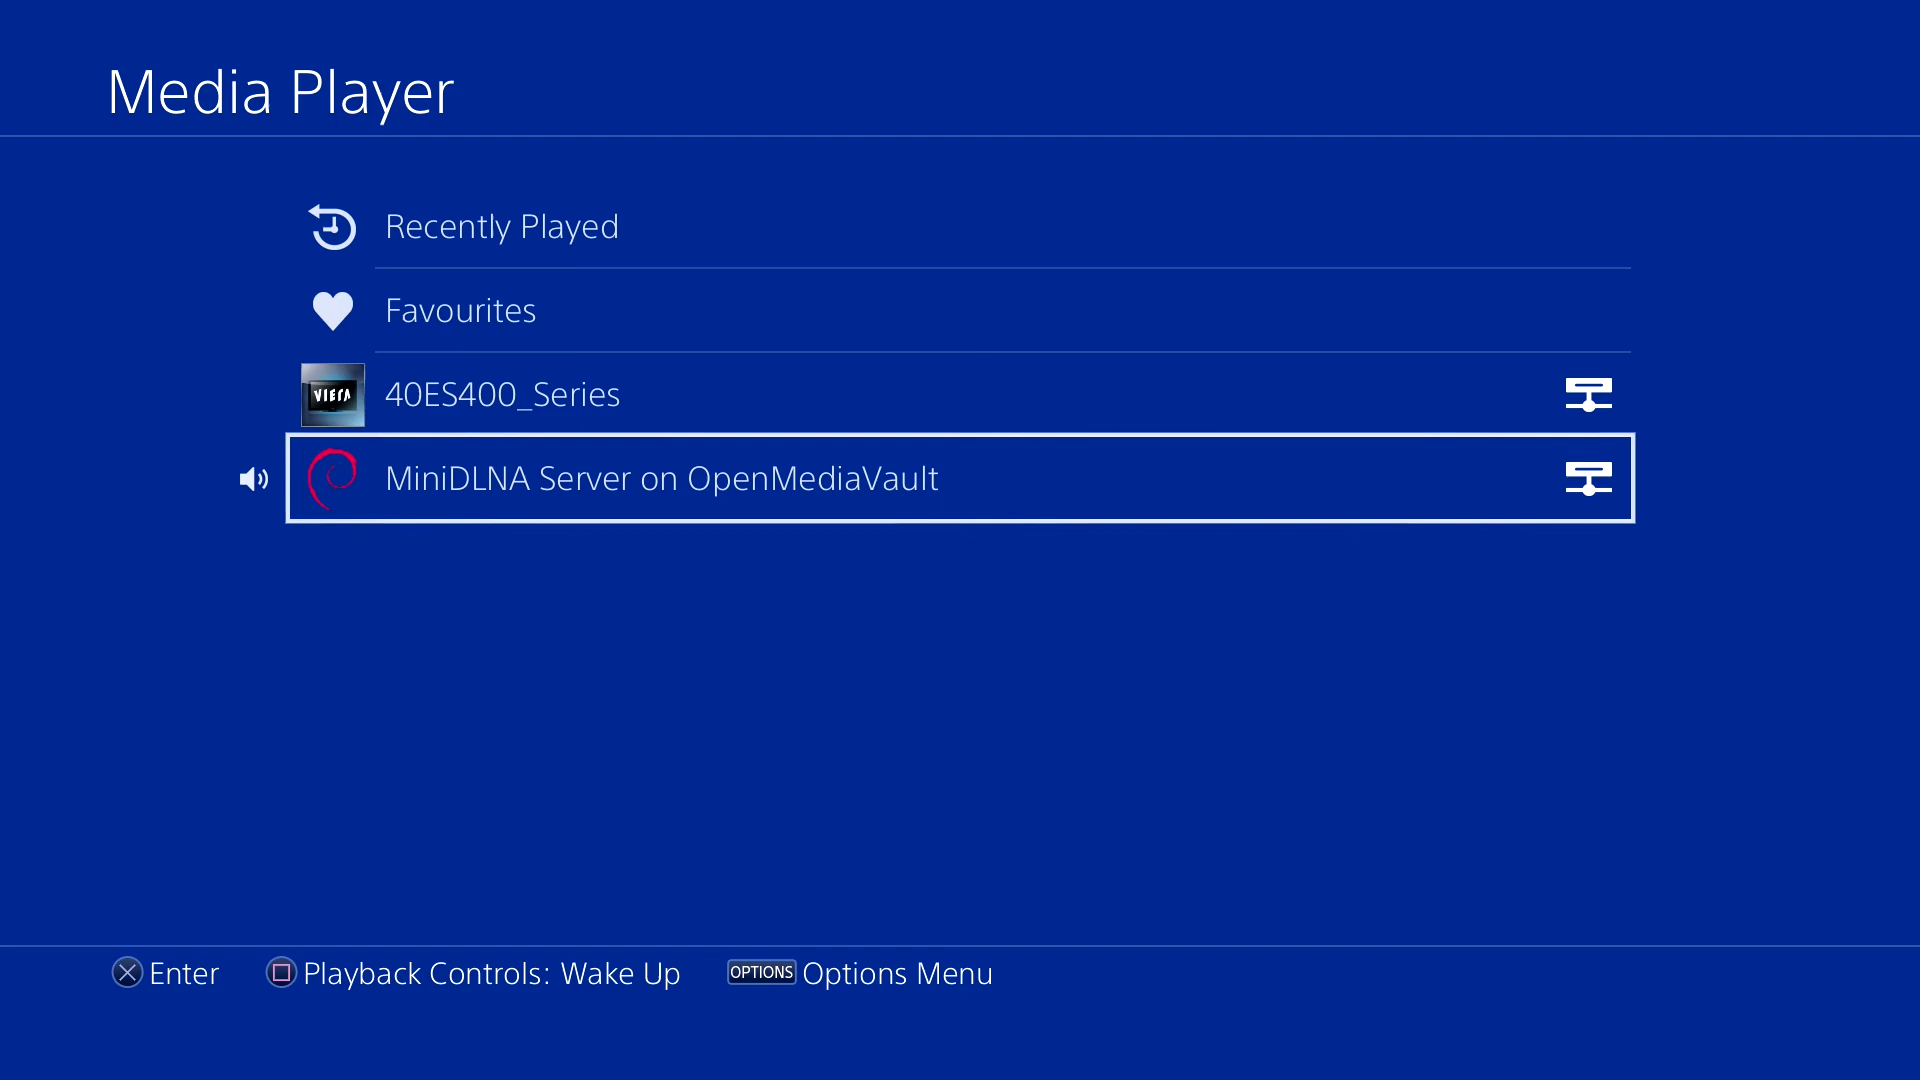 Media Player
Recently Played
Favourites
VIERA
40ES400_Series
MiniDLNA Server on OpenMediaVault
Enter
Playback Controls: Wake Up
OPTIONS
Options Menu